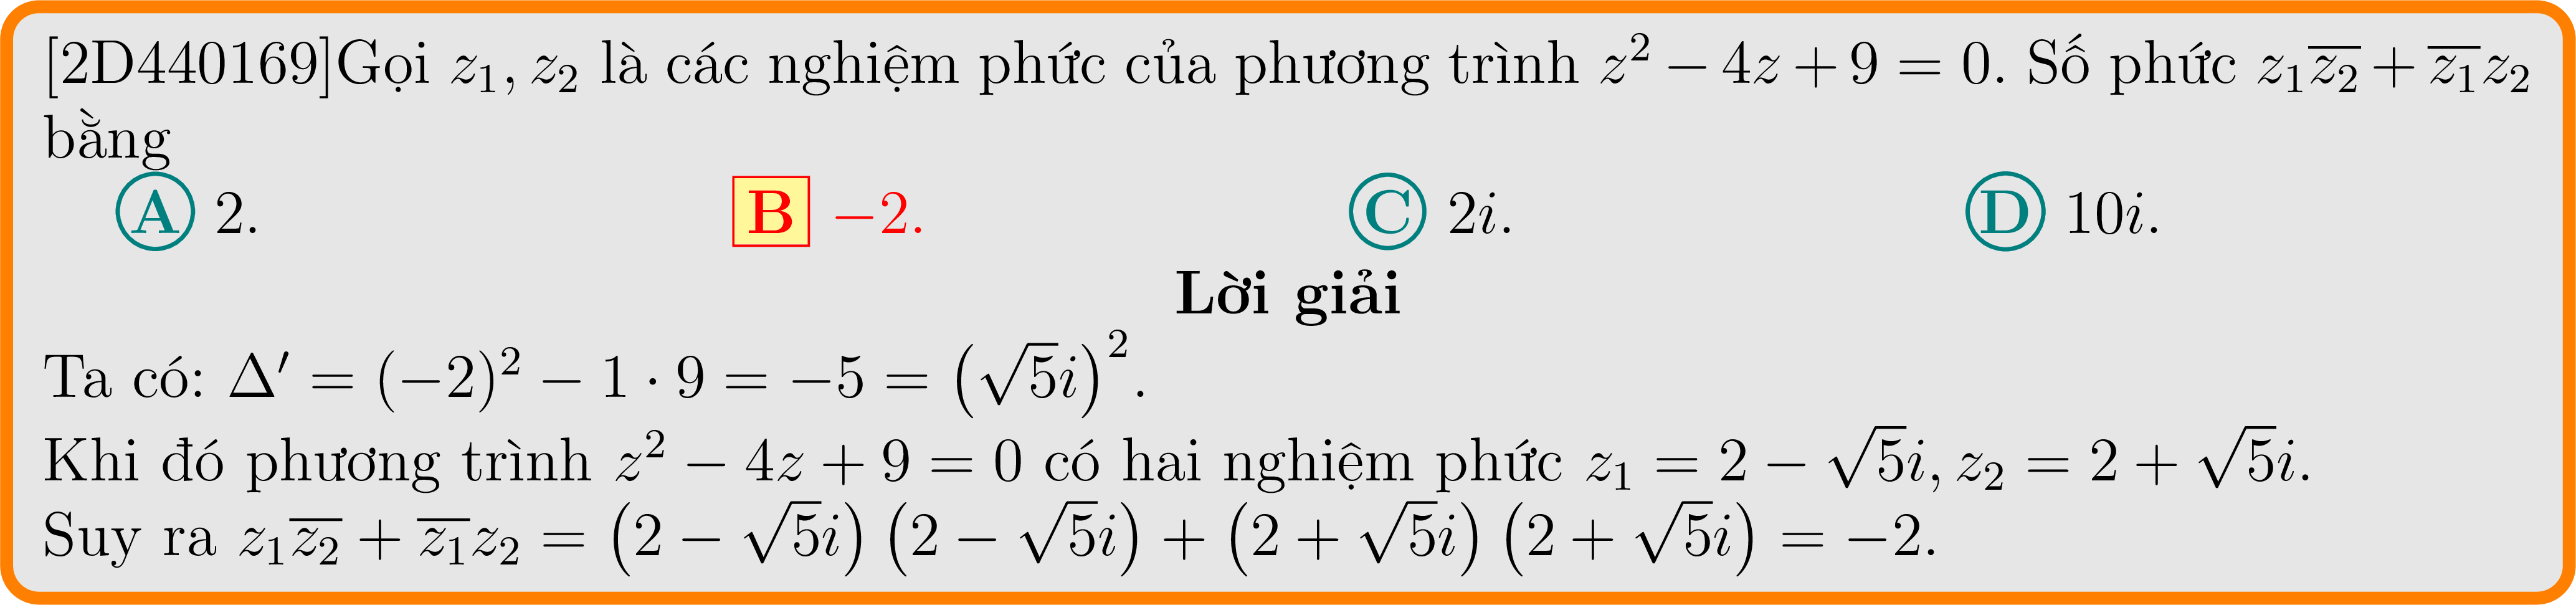 [2D440169]Gọi $z_1, z_2$ là các nghiệm phức của phương trình $z^2 - 4z + 9 = 0$. Số phức $z_1\overline{z_2} + \overline{z_1}z_2$
bằng
A 2. B −2. C 2i. D 10i.
Lời giải
Ta có: $\Delta' = (-2)^2 - 1 \cdot 9 = -5 = \left(\sqrt{5}i\right)^2$.
Khi đó phương trình $z^2 - 4z + 9 = 0$ có hai nghiệm phức $z_1 = 2 - \sqrt{5}i, z_2 = 2 + \sqrt{5}i$.
Suy ra $z_1\overline{z_2} + \overline{z_1}z_2 = \left(2 - \sqrt{5}i\right)\left(2 - \sqrt{5}i\right) + \left(2 + \sqrt{5}i\right)\left(2 + \sqrt{5}i\right) = -2$.